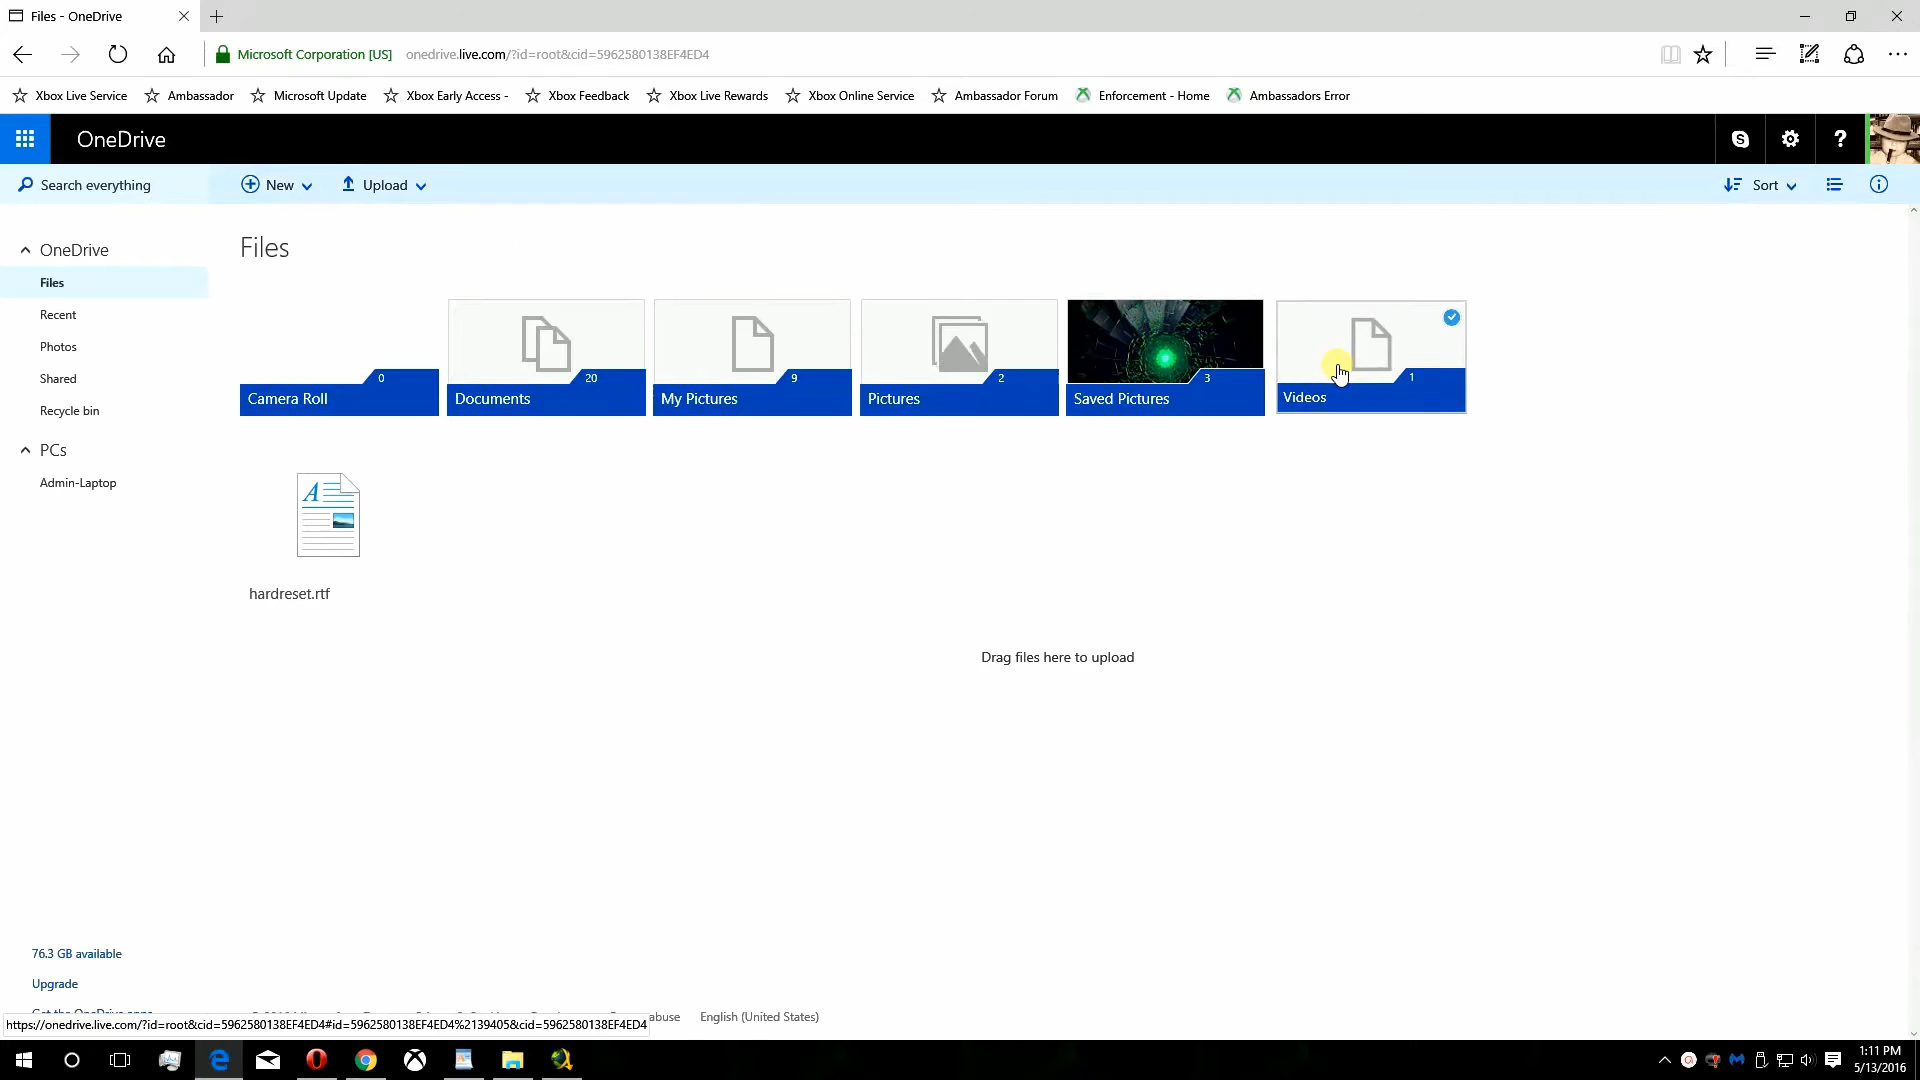 Files - OneDrive
Microsoft Corporation [US] onedrive.live.com/?id=root&cid=5962580138EF4ED4
Xbox Live Service Ambassador Microsoft Update Xbox Early Access - Xbox Feedback Xbox Live Rewards Xbox Online Service Ambassador Forum Enforcement - Home Ambassadors Error
OneDrive
Search everything New Upload Sort
OneDrive
Files
Recent
Photos
Shared
Recycle bin
PCs
Admin-Laptop
Files
0 20 9 2 3 1
Camera Roll Documents My Pictures Pictures Saved Pictures Videos
hardreset.rtf
Drag files here to upload
76.3 GB available
Upgrade
abuse English (United States)
https://onedrive.live.com/?id=root&cid=5962580138EF4ED4#id=5962580138EF4ED4%2139405&cid=5962580138EF4ED4
1:11 PM
5/13/2016